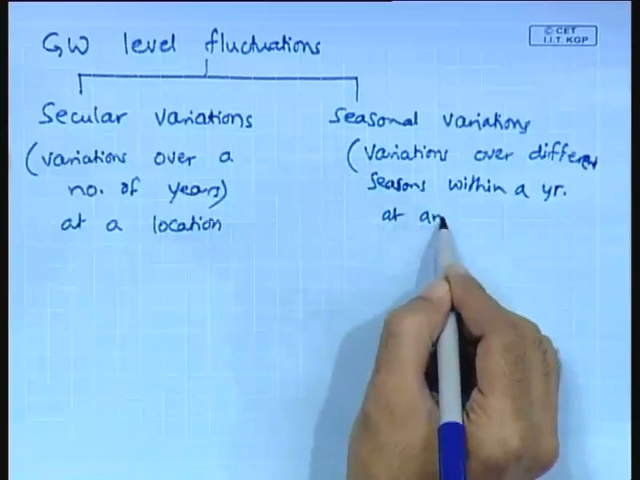 GW level fluctuations
© CET
I.I.T. KGP
Secular variations
(variations over a
no. of years)
at a location
Seasonal variations
(variations over different
seasons within a yr.
at an